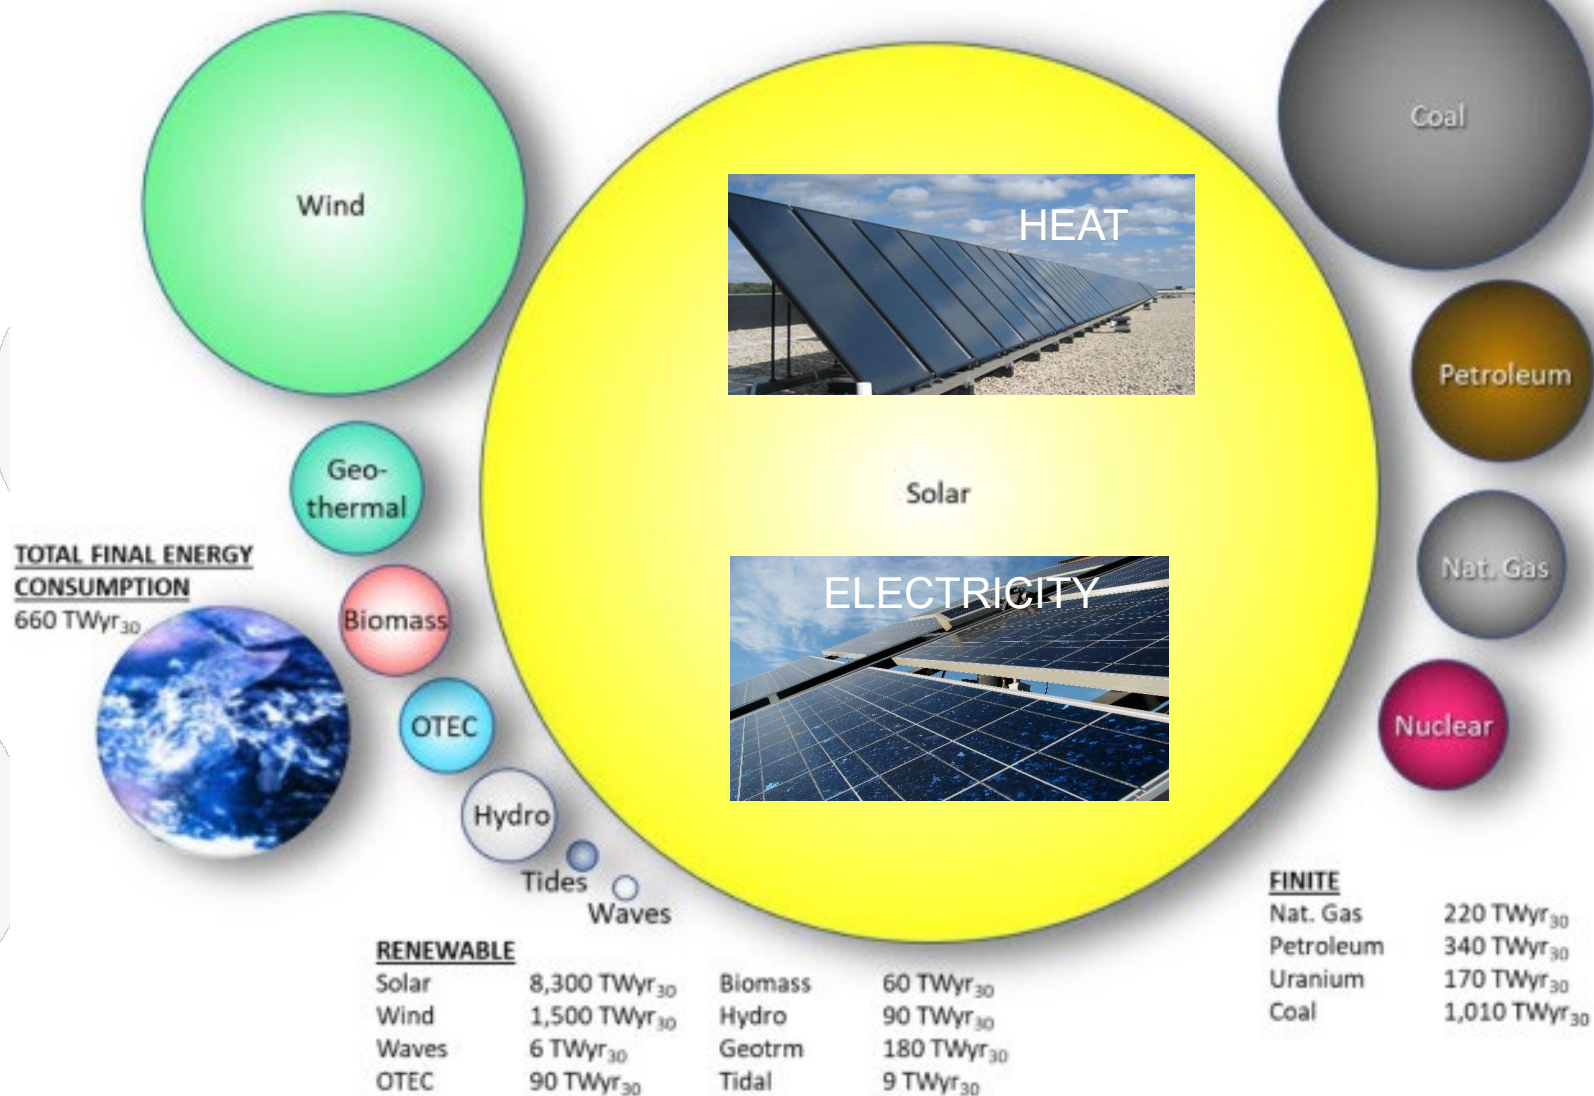 Wind
Coal
HEAT
Petroleum
Geo-
thermal
Solar
Nat. Gas
TOTAL FINAL ENERGY
CONSUMPTION
660 TWyr₃₀
ELECTRICITY
Biomass
OTEC
Nuclear
Hydro
Tides
Waves
RENEWABLE
Solar 8,300 TWyr₃₀ Biomass 60 TWyr₃₀
Wind 1,500 TWyr₃₀ Hydro 90 TWyr₃₀
Waves 6 TWyr₃₀ Geotrm 180 TWyr₃₀
OTEC 90 TWyr₃₀ Tidal 9 TWyr₃₀
FINITE
Nat. Gas 220 TWyr₃₀
Petroleum 340 TWyr₃₀
Uranium 170 TWyr₃₀
Coal 1,010 TWyr₃₀